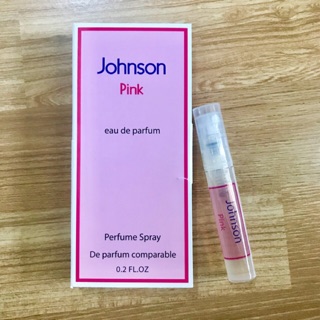 Johnson
Pink
eau de parfum
Perfume Spray
De parfum comparable
0.2 FL.OZ
Johnson
Pink